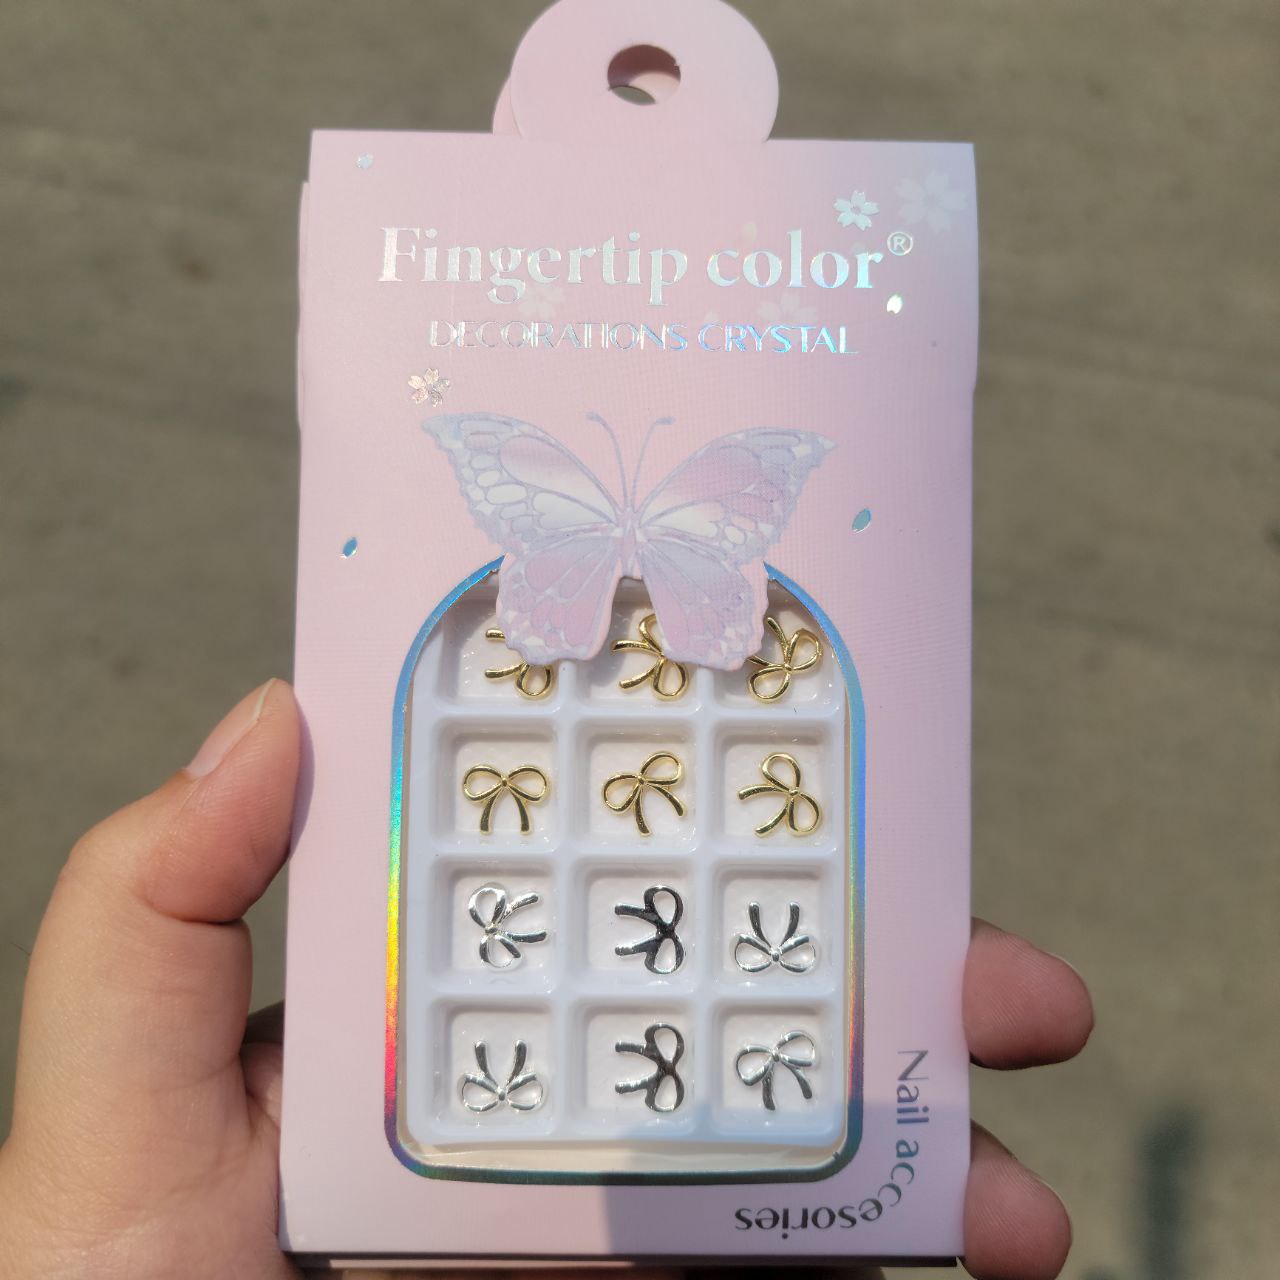 Fingertip color®
DECORATIONS CRYSTAL
Nail accesories